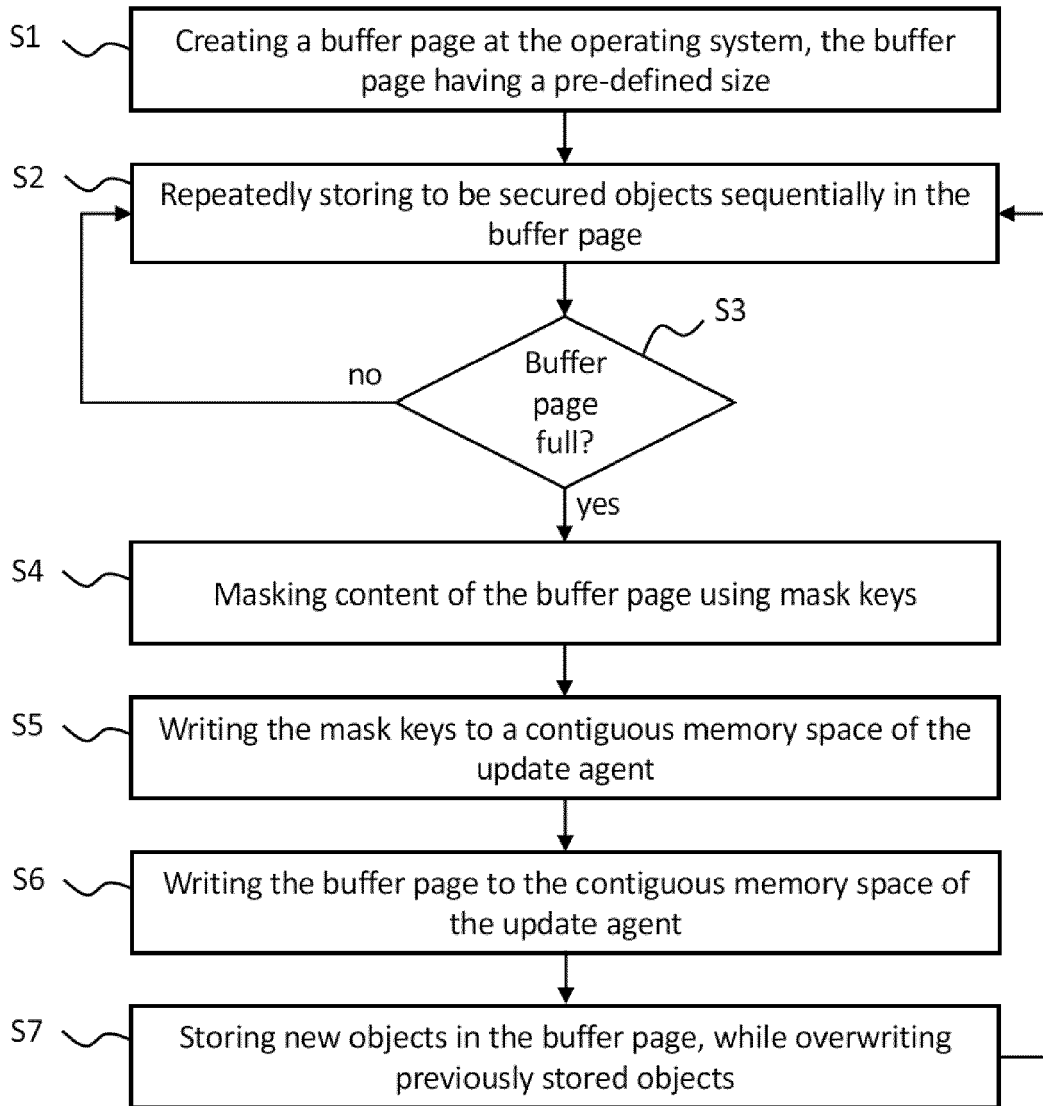 S1
Creating a buffer page at the operating system, the buffer
page having a pre-defined size
S2
Repeatedly storing to be secured objects sequentially in the
buffer page
S3
no
Buffer
page
full?
yes
S4
Masking content of the buffer page using mask keys
S5
Writing the mask keys to a contiguous memory space of the
update agent
S6
Writing the buffer page to the contiguous memory space of
the update agent
S7
Storing new objects in the buffer page, while overwriting
previously stored objects